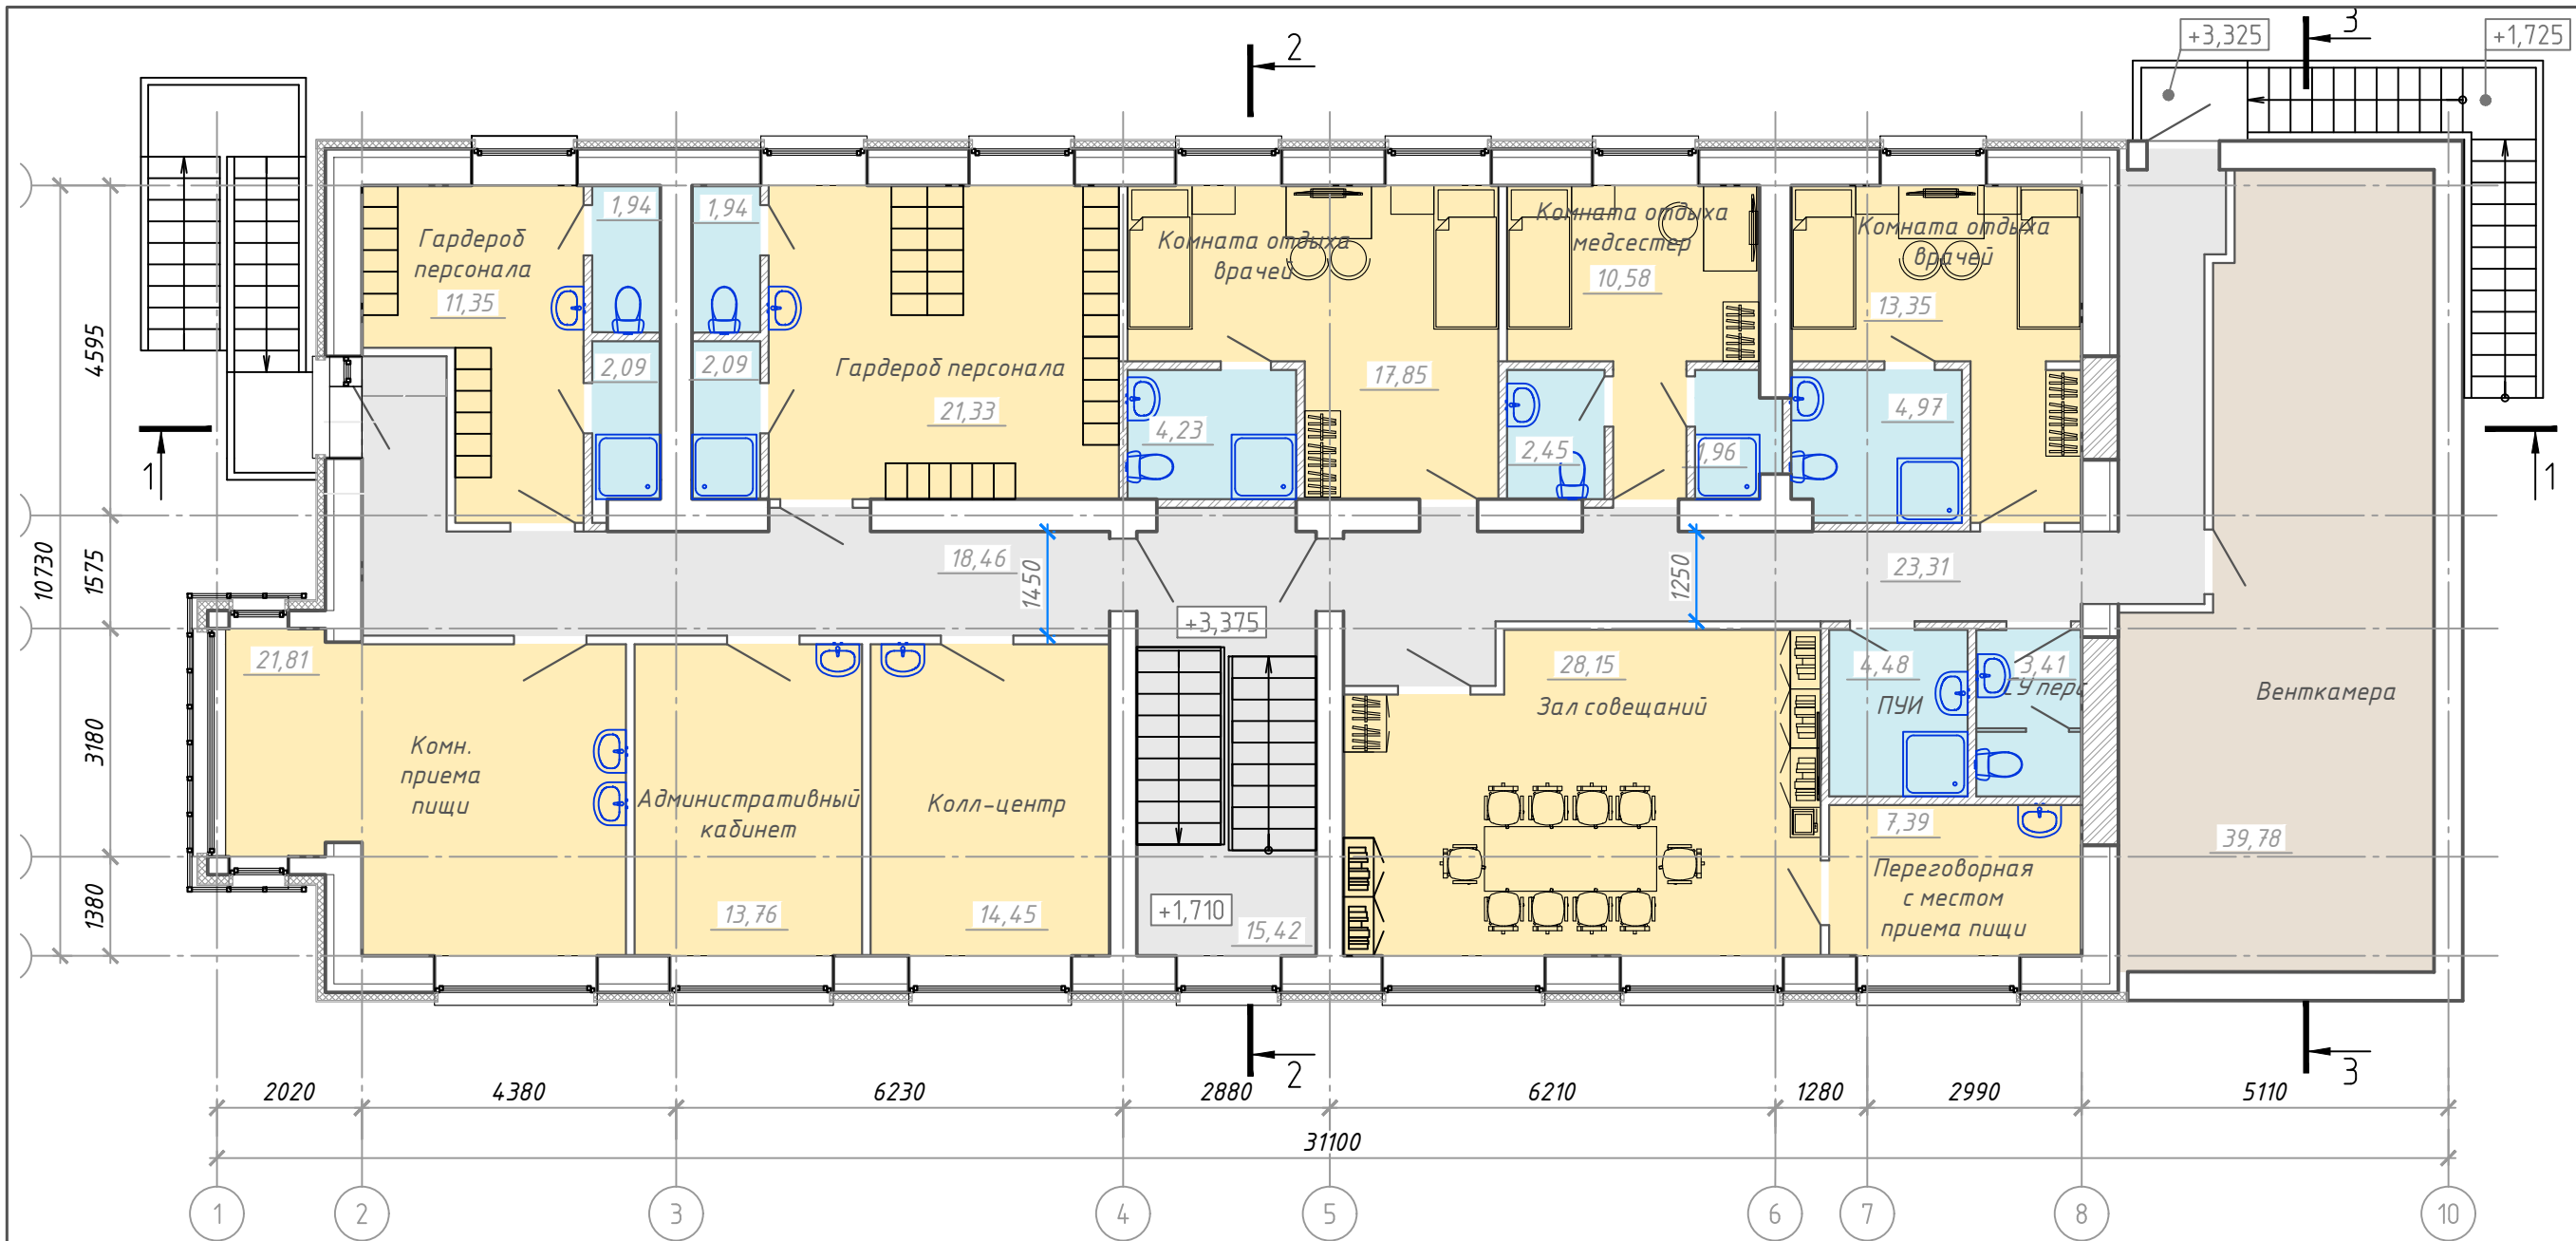 3
+3,325
+1,725
2
1,94
1,94
Гардероб
персонала
11,35
Комната отдыха
врачей
Комната отдыха
медсестер
10,58
Комната отдыха
врачей
13,35
2,09
2,09
Гардероб персонала
21,33
17,85
4,23
2,45
1,96
4,97
1
1
4595
1575
10730
3180
1380
18,46
1450
1250
23,31
+3,375
21,81
28,15
4,48
3,41
Зал совещаний
ПУИ
СУ перс
Венткамера
Комн.
приема
пищи
Административный
кабинет
Колл-центр
7,39
39,78
Переговорная
с местом
приема пищи
13,76
14,45
+1,710
15,42
2
3
2020
4380
6230
2880
6210
1280
2990
5110
31100
1
2
3
4
5
6
7
8
10